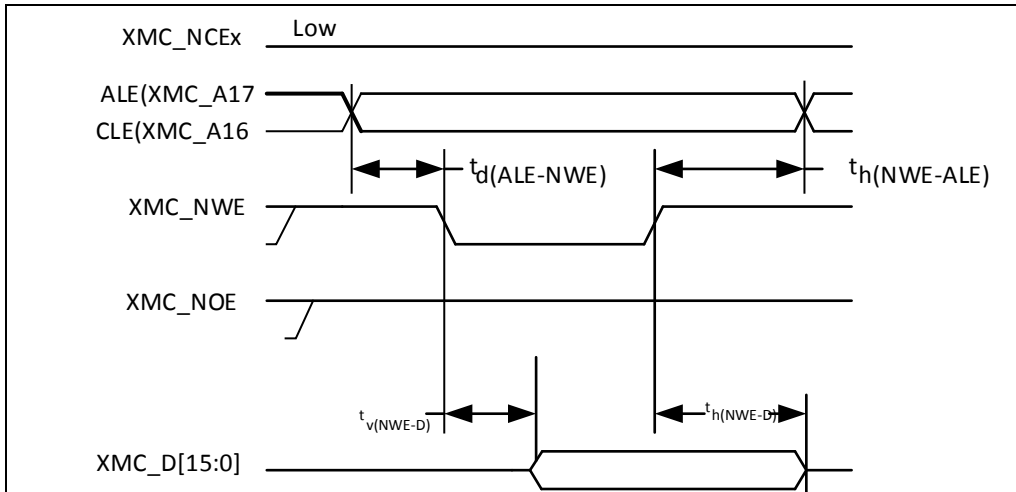 XMC_NCEx Low
ALE(XMC_A17
CLE(XMC_A16
td(ALE-NWE) th(NWE-ALE)
XMC_NWE
XMC_NOE
tv(NWE-D) th(NWE-D)
XMC_D[15:0]